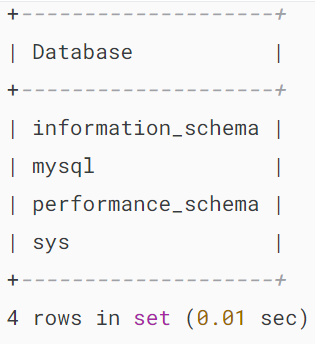 +--------------------+
| Database           |
+--------------------+
| information_schema |
| mysql              |
| performance_schema |
| sys                |
+--------------------+
4 rows in set (0.01 sec)